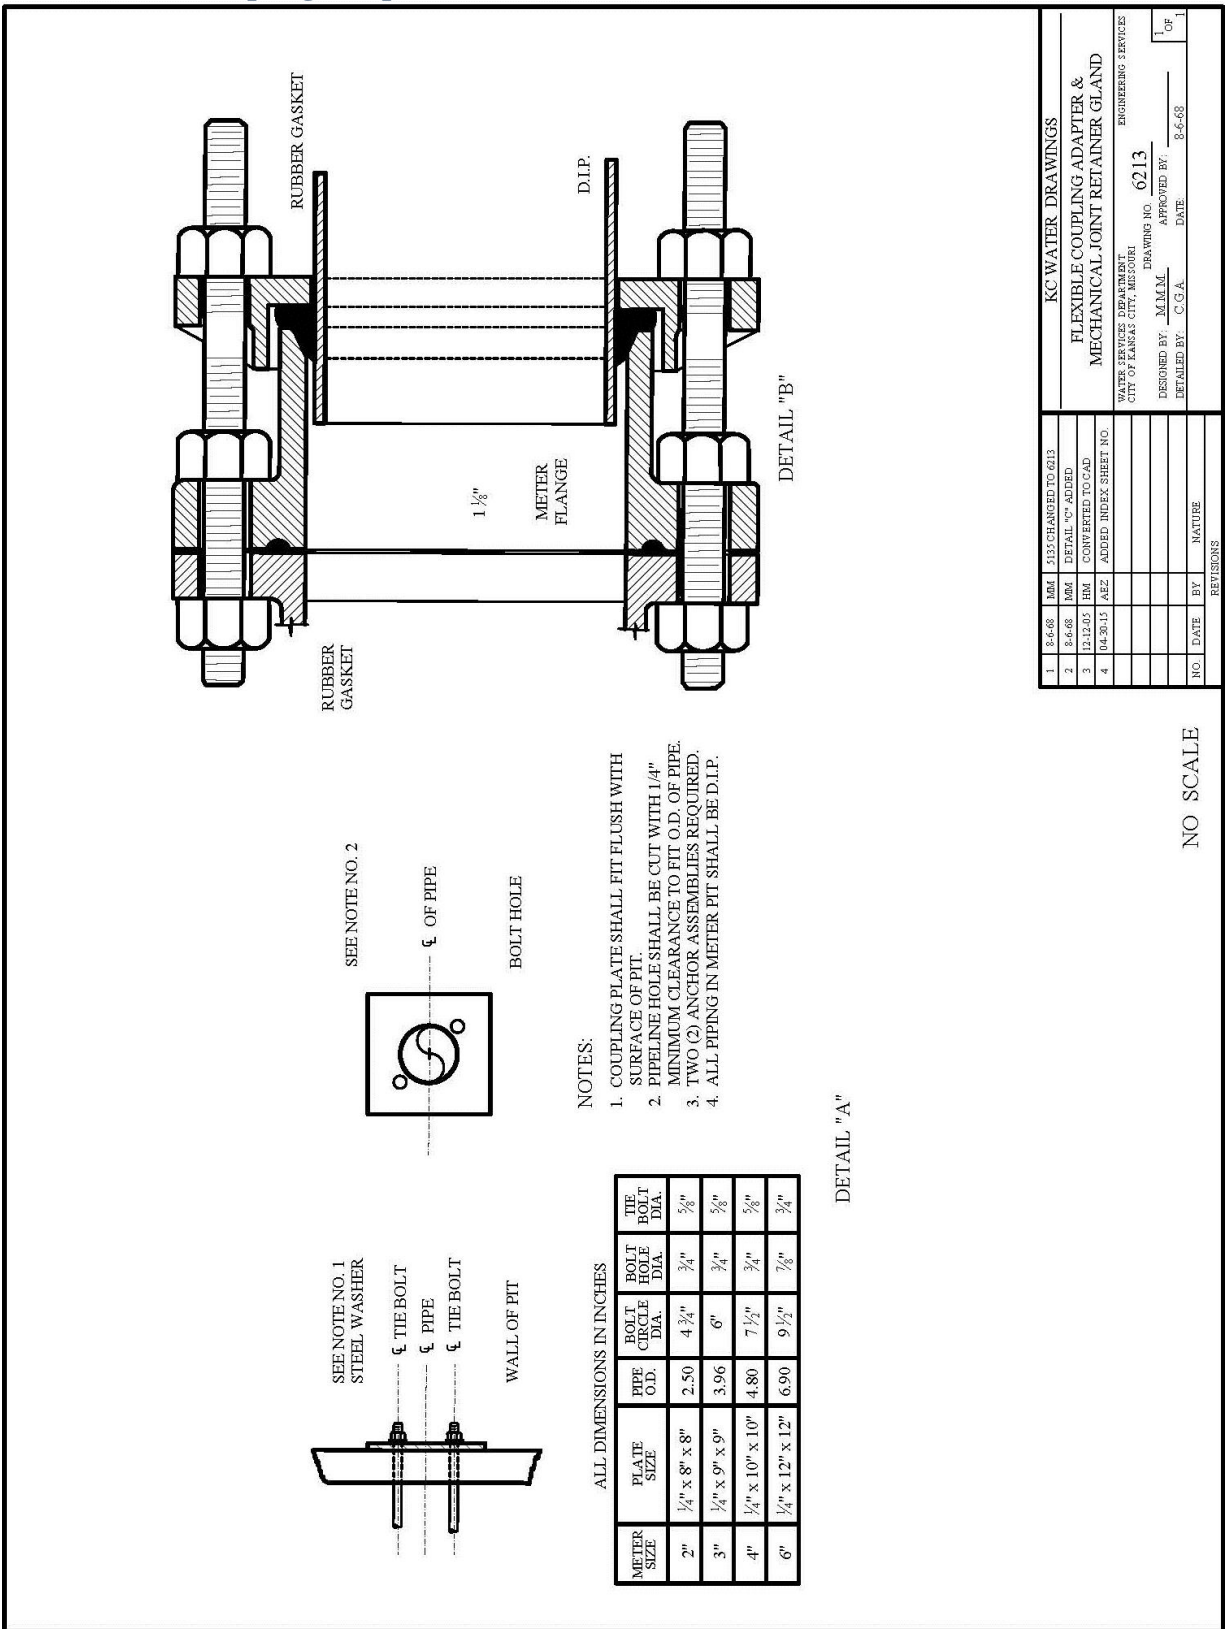 SEE NOTE NO. 1
STEEL WASHER
℄ TIE BOLT
℄ PIPE
℄ TIE BOLT
WALL OF PIT
SEE NOTE NO. 2
℄ OF PIPE
BOLT HOLE
RUBBER
GASKET
RUBBER GASKET
1 ⅛"
METER
FLANGE
D.I.P.
DETAIL "B"
ALL DIMENSIONS IN INCHES
METER SIZE PLATE SIZE PIPE O.D. BOLT CIRCLE DIA. BOLT HOLE DIA. TIE BOLT DIA.
2" ¼" x 8" x 8" 2.50 4 ¾" ¾" ⅝"
3" ¼" x 9" x 9" 3.96 6" ¾" ⅝"
4" ¼" x 10" x 10" 4.80 7 ½" ¾" ⅝"
6" ¼" x 12" x 12" 6.90 9 ½" ⅞" ¾"
DETAIL "A"
NOTES:
1. COUPLING PLATE SHALL FIT FLUSH WITH
SURFACE OF PIT.
2. PIPELINE HOLE SHALL BE CUT WITH 1/4"
MINIMUM CLEARANCE TO FIT O.D. OF PIPE.
3. TWO (2) ANCHOR ASSEMBLIES REQUIRED.
4. ALL PIPING IN METER PIT SHALL BE D.I.P.
NO SCALE
1 8-6-68 MM 5135 CHANGED TO 6213
2 8-6-68 MM DETAIL "C" ADDED
3 12-12-05 HM CONVERTED TO CAD
4 04-30-15 AEZ ADDED INDEX SHEET NO.
NO. DATE BY NATURE
REVISIONS
KC WATER DRAWINGS
FLEXIBLE COUPLING ADAPTER &
MECHANICAL JOINT RETAINER GLAND
WATER SERVICES DEPARTMENT ENGINEERING SERVICES
CITY OF KANSAS CITY, MISSOURI
DRAWING NO. 6213 1 OF 1
DESIGNED BY: M.M.M. APPROVED BY:
DETAILED BY: C.G.A. DATE: 8-6-68